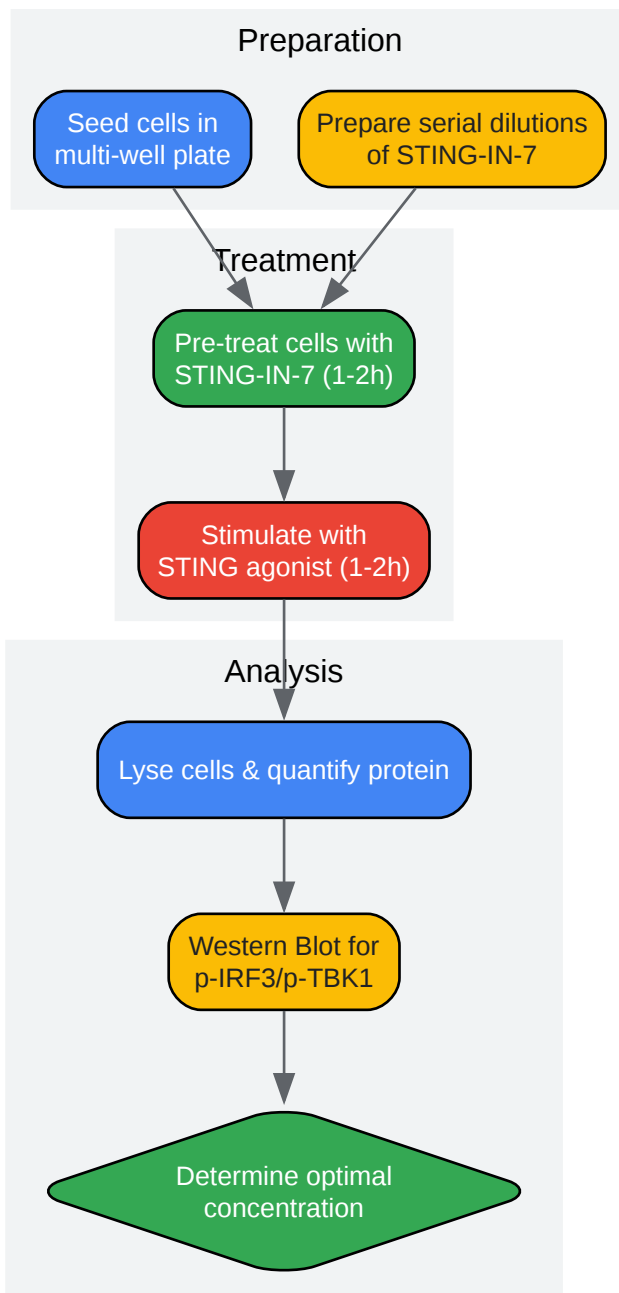 Preparation
Seed cells in
multi-well plate
Prepare serial dilutions
of STING-IN-7
Treatment
Pre-treat cells with
STING-IN-7 (1-2h)
Stimulate with
STING agonist (1-2h)
Analysis
Lyse cells & quantify protein
Western Blot for
p-IRF3/p-TBK1
Determine optimal
concentration